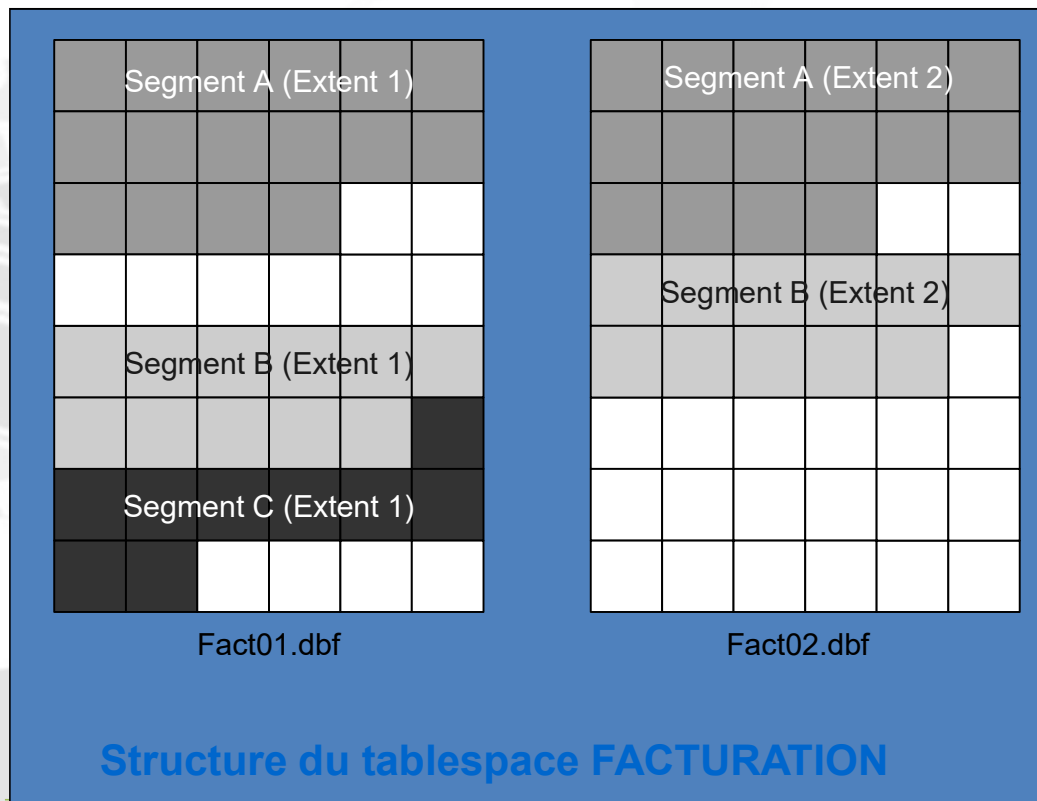 Segment A (Extent 1)
Segment B (Extent 1)
Segment C (Extent 1)
Fact01.dbf
Segment A (Extent 2)
Segment B (Extent 2)
Fact02.dbf
Structure du tablespace FACTURATION